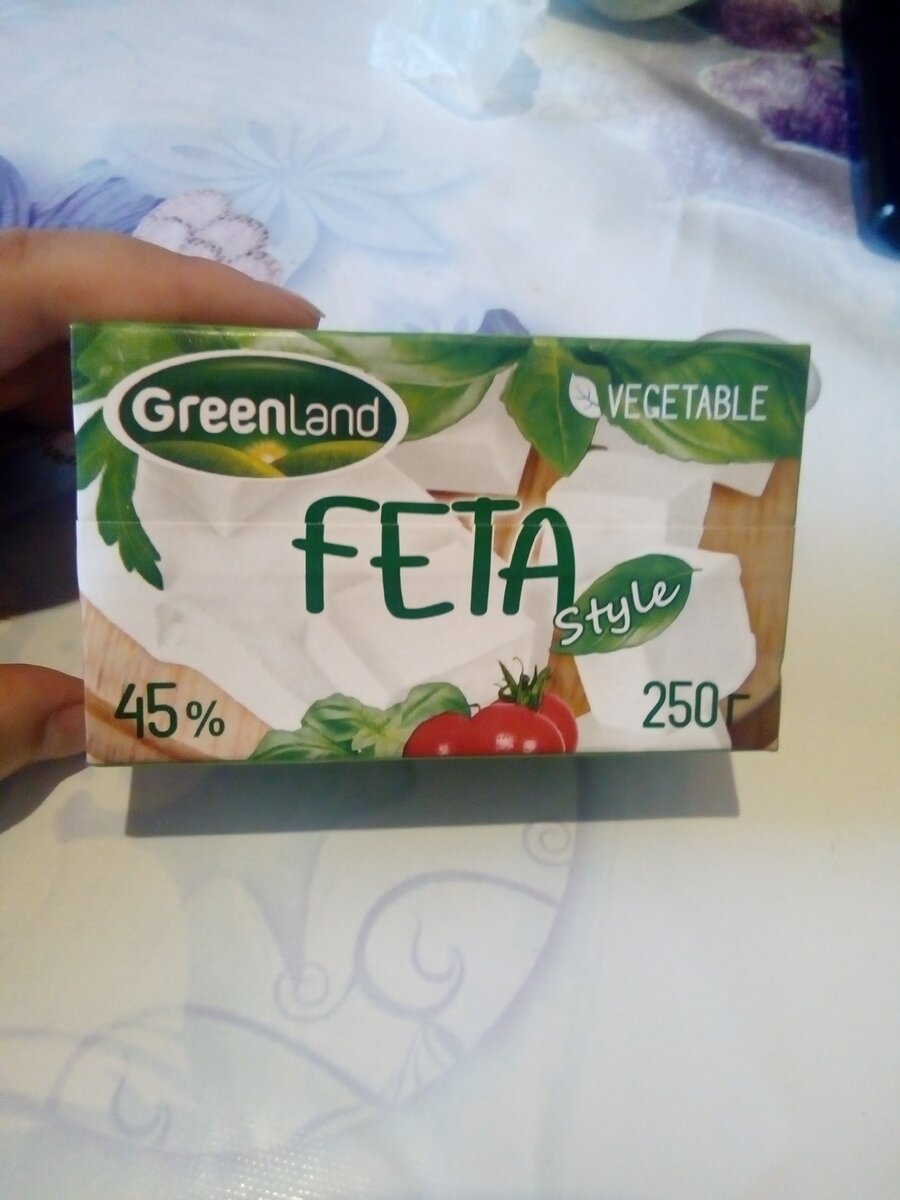 Greenland
VEGETABLE
FETA
Style
45%
250г